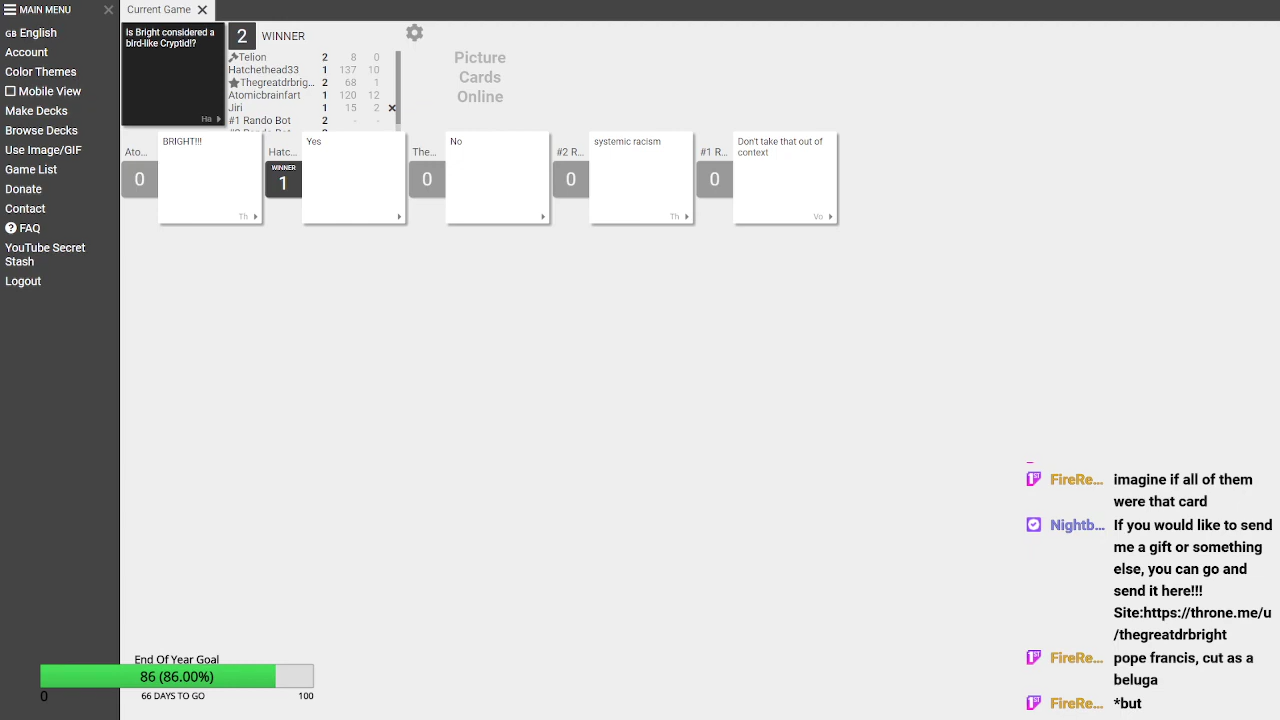 MAIN MENU
GB English
Account
Color Themes
Mobile View
Make Decks
Browse Decks
Use Image/GIF
Game List
Donate
Contact
FAQ
YouTube Secret
Stash
Logout
Current Game
Is Bright considered a
bird-like Cryptid!?
Ha
2 WINNER
Telion 2 8 0
Hatchethead33 1 137 10
Thegreatdrbrig... 2 68 1
Atomicbrainfart 1 120 12
Jiri 1 15 2
#1 Rando Bot 2 - -
Picture
Cards
Online
Ato...
0
BRIGHT!!!
Th
Hatc...
WINNER
1
Yes
The...
0
No
#2 R...
0
systemic racism
Th
#1 R...
0
Don't take that out of
context
Vo
FireRe... imagine if all of them
were that card
Nightb... If you would like to send
me a gift or something
else, you can go and
send it here!!!
Site:https://throne.me/u
/thegreatdrbright
FireRe... pope francis, cut as a
beluga
FireRe... *but
End Of Year Goal
86 (86.00%)
0 66 DAYS TO GO 100